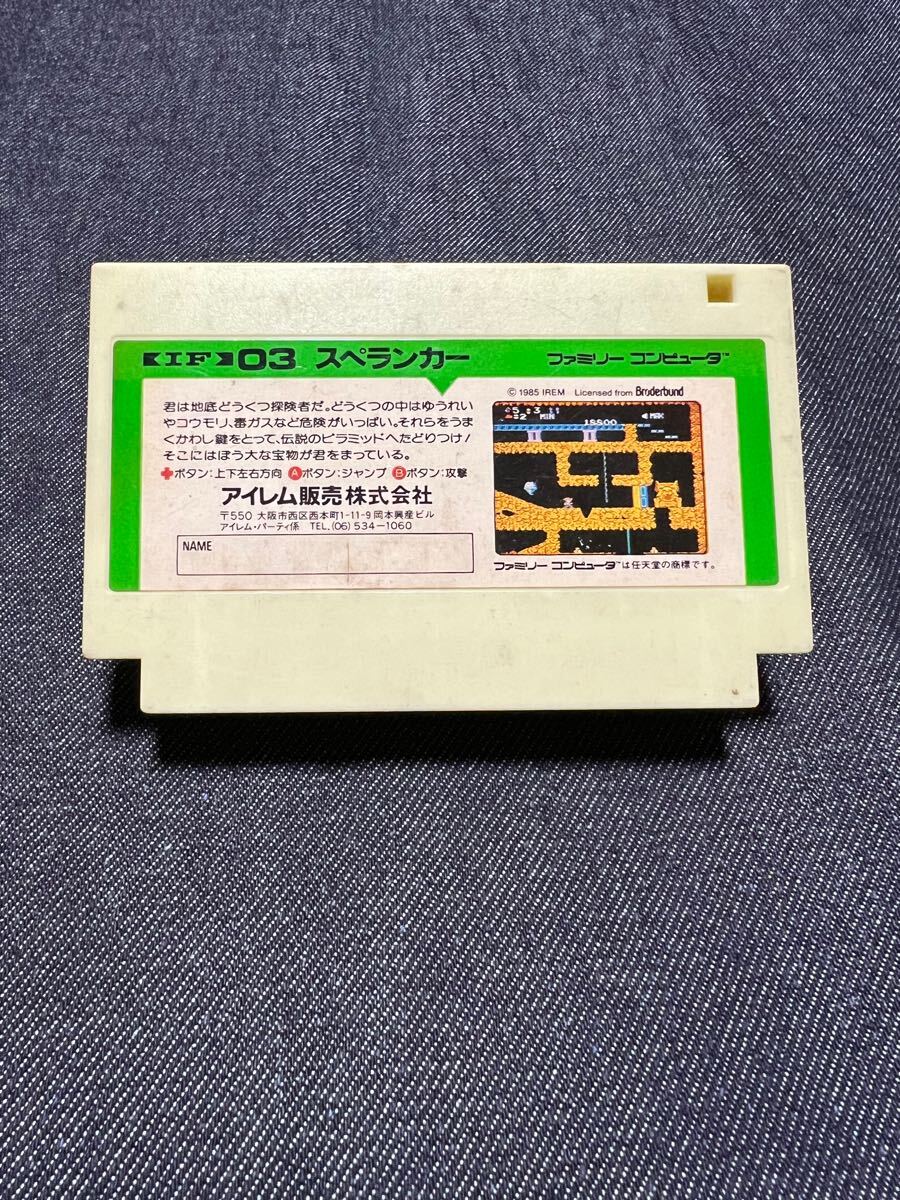 IF 03 スペランカー
ファミリー コンピュータ™
君は地底どうくつ探険者だ。どうくつの中はゆうれい
やコウモリ、毒ガスなど危険がいっぱい。それらをうま
くかわし鍵をとって、伝説のピラミッドへたどりつけ!
そこにはぼう大な宝物が君をまっている。
✚ボタン:上下左右方向 Ⓐボタン:ジャンプ Ⓑボタン:攻撃
アイレム販売株式会社
〒550 大阪市西区西本町1-11-9 岡本興産ビル
アイレム・パーティ係 TEL.(06)534-1060
NAME
© 1985 IREM Licensed from Brøderbund
MIN
MAX
18800
ファミリー コンピュータ™は任天堂の商標です。